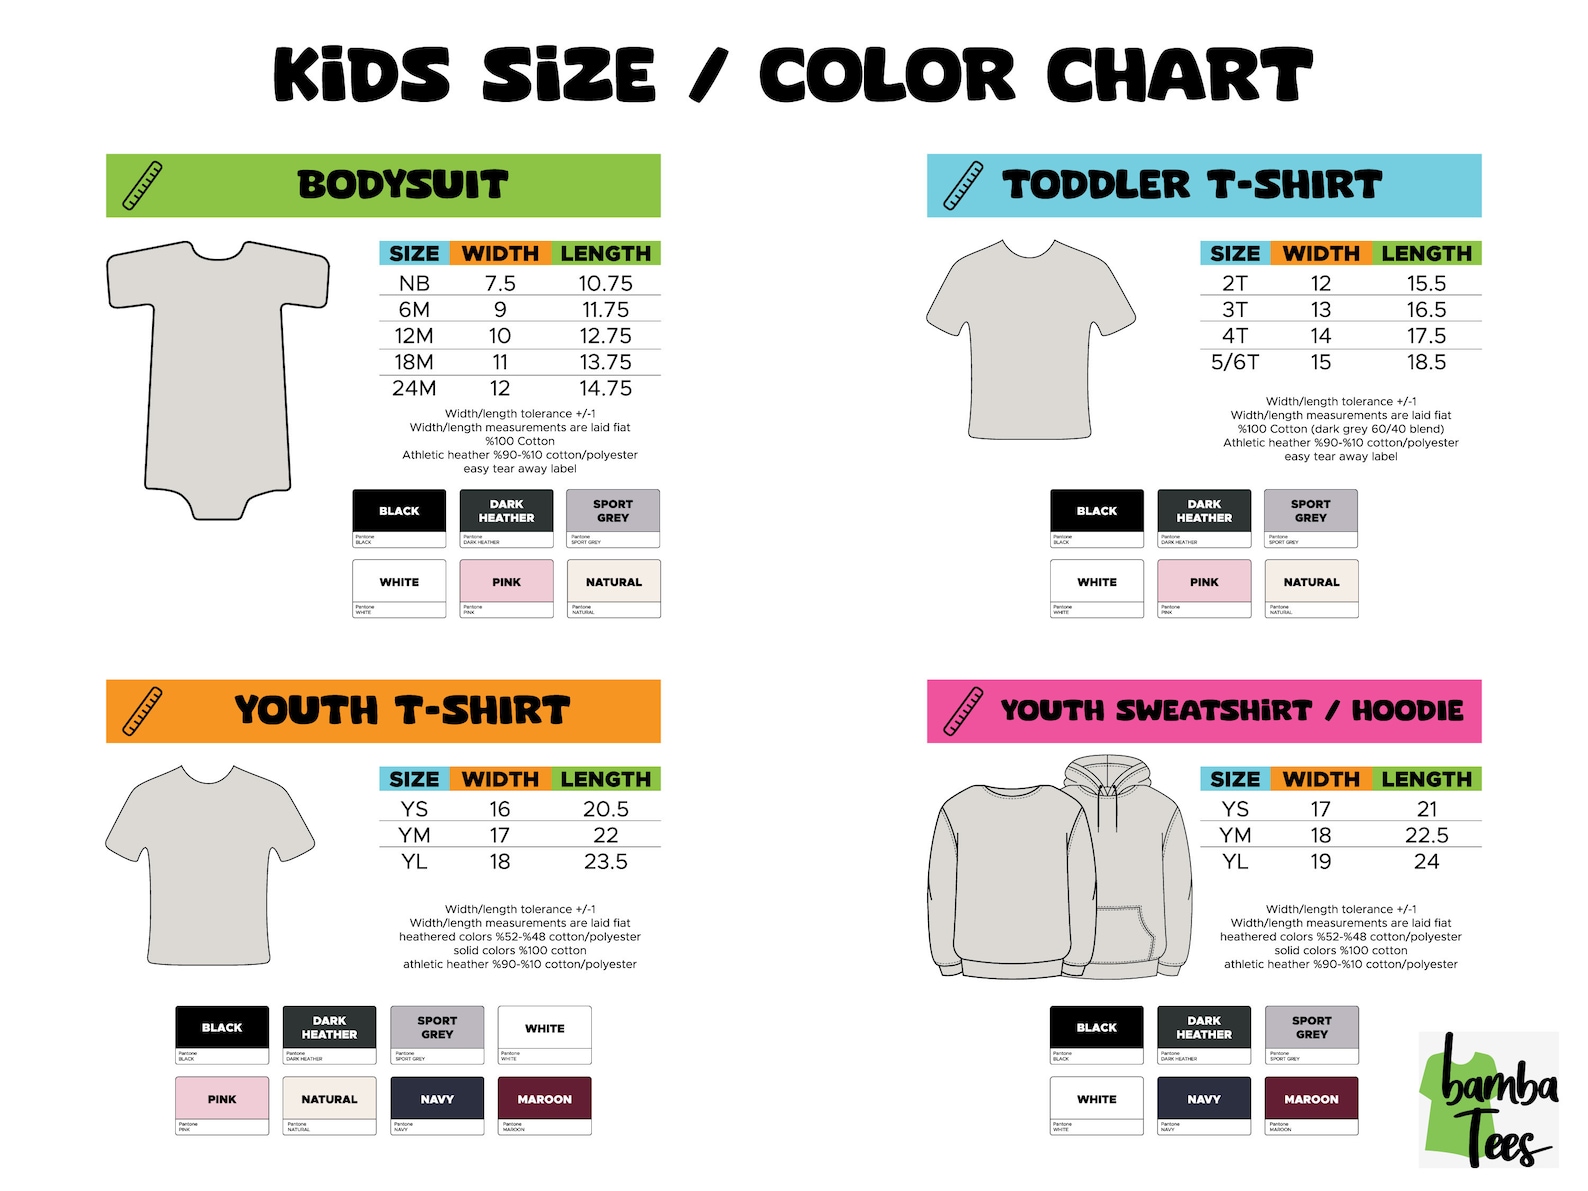 KiDS SiZE / COLOR CHART
BODYSUIT
SIZE WIDTH LENGTH
NB 7.5 10.75
6M 9 11.75
12M 10 12.75
18M 11 13.75
24M 12 14.75
Width/length tolerance +/-1
Width/length measurements are laid fiat
%100 Cotton
Athletic heather %90-%10 cotton/polyester
easy tear away label
BLACK
Pantone
BLACK
DARK
HEATHER
Pantone
DARK HEATHER
SPORT
GREY
Pantone
SPORT GREY
WHITE
Pantone
WHITE
PINK
Pantone
PINK
NATURAL
Pantone
NATURAL
TODDLER T-SHIRT
SIZE WIDTH LENGTH
2T 12 15.5
3T 13 16.5
4T 14 17.5
5/6T 15 18.5
Width/length tolerance +/-1
Width/length measurements are laid fiat
%100 Cotton (dark grey 60/40 blend)
Athletic heather %90-%10 cotton/polyester
easy tear away label
BLACK
Pantone
BLACK
DARK
HEATHER
Pantone
DARK HEATHER
SPORT
GREY
Pantone
SPORT GREY
WHITE
Pantone
WHITE
PINK
Pantone
PINK
NATURAL
Pantone
NATURAL
YOUTH T-SHIRT
SIZE WIDTH LENGTH
YS 16 20.5
YM 17 22
YL 18 23.5
Width/length tolerance +/-1
Width/length measurements are laid fiat
heathered colors %52-%48 cotton/polyester
solid colors %100 cotton
athletic heather %90-%10 cotton/polyester
BLACK
Pantone
BLACK
DARK
HEATHER
Pantone
DARK HEATHER
SPORT
GREY
Pantone
SPORT GREY
WHITE
Pantone
WHITE
PINK
Pantone
PINK
NATURAL
Pantone
NATURAL
NAVY
Pantone
NAVY
MAROON
Pantone
MAROON
YOUTH SWEATSHiRT / HOODIE
SIZE WIDTH LENGTH
YS 17 21
YM 18 22.5
YL 19 24
Width/length tolerance +/-1
Width/length measurements are laid fiat
heathered colors %52-%48 cotton/polyester
solid colors %100 cotton
athletic heather %90-%10 cotton/polyester
BLACK
Pantone
BLACK
DARK
HEATHER
Pantone
DARK HEATHER
SPORT
GREY
Pantone
SPORT GREY
WHITE
Pantone
WHITE
NAVY
Pantone
NAVY
MAROON
Pantone
MAROON
bamba
Tees